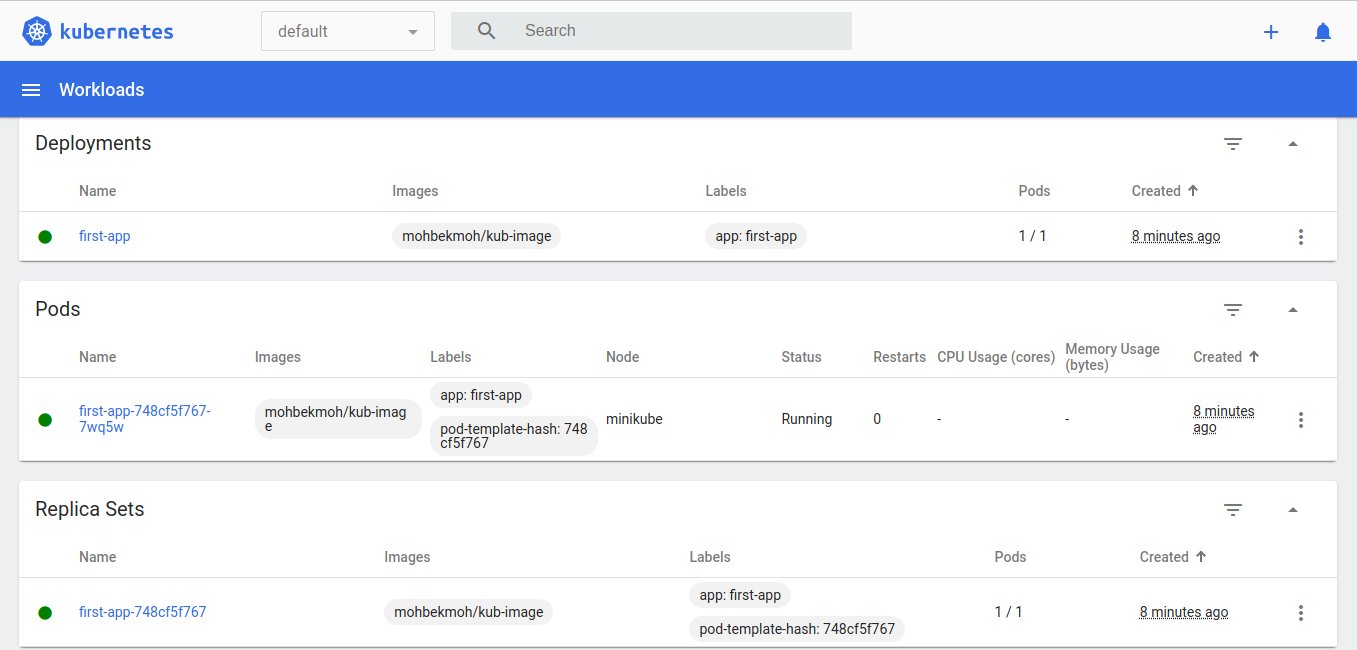 kubernetes
default
Search
Workloads
Deployments
Name Images Labels Pods Created
first-app mohbekmoh/kub-image app: first-app 1 / 1 8 minutes ago
Pods
Name Images Labels Node Status Restarts CPU Usage (cores) Memory Usage
(bytes) Created
first-app-748cf5f767-
7wq5w
mohbekmoh/kub-imag
e
app: first-app
pod-template-hash: 748
cf5f767
minikube
Running
0
-
-
8 minutes
ago
Replica Sets
Name Images Labels Pods Created
first-app-748cf5f767 mohbekmoh/kub-image
app: first-app
pod-template-hash: 748cf5f767
1 / 1 8 minutes ago